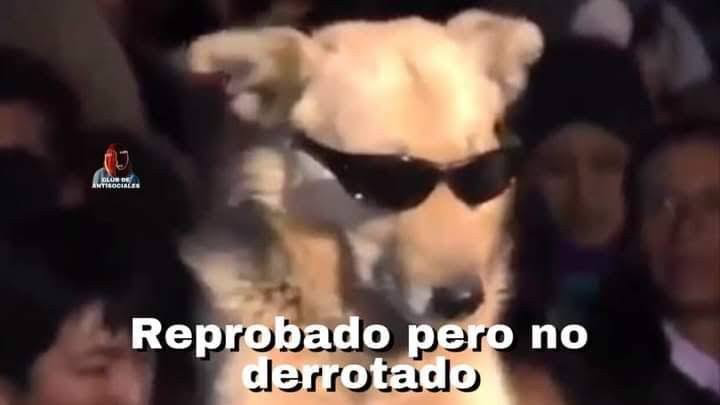 CLUB DE
ANTISOCIALES
Reprobado pero no
derrotado